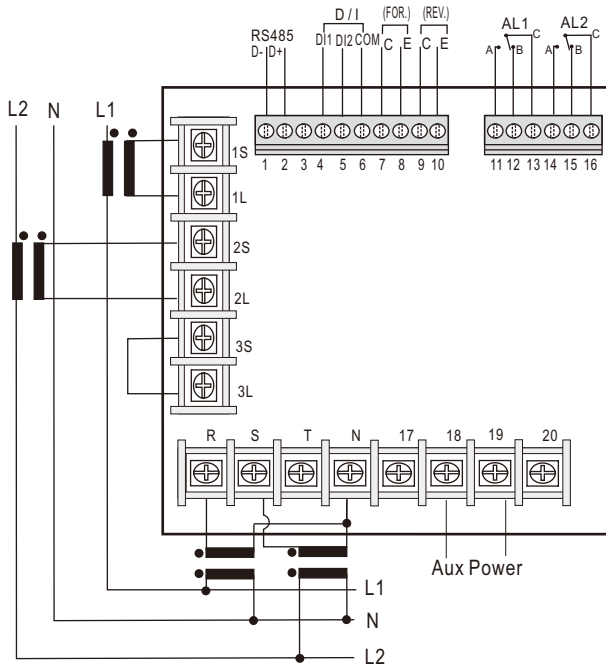 D / I (FOR.) (REV.) AL1 AL2
RS485
D- D+ DI1 DI2 COM C E C E A B C A B C
L2 N L1
1 2 3 4 5 6 7 8 9 10 11 12 13 14 15 16
1S
1L
2S
2L
3S
3L
R S T N 17 18 19 20
Aux Power
L1
N
L2